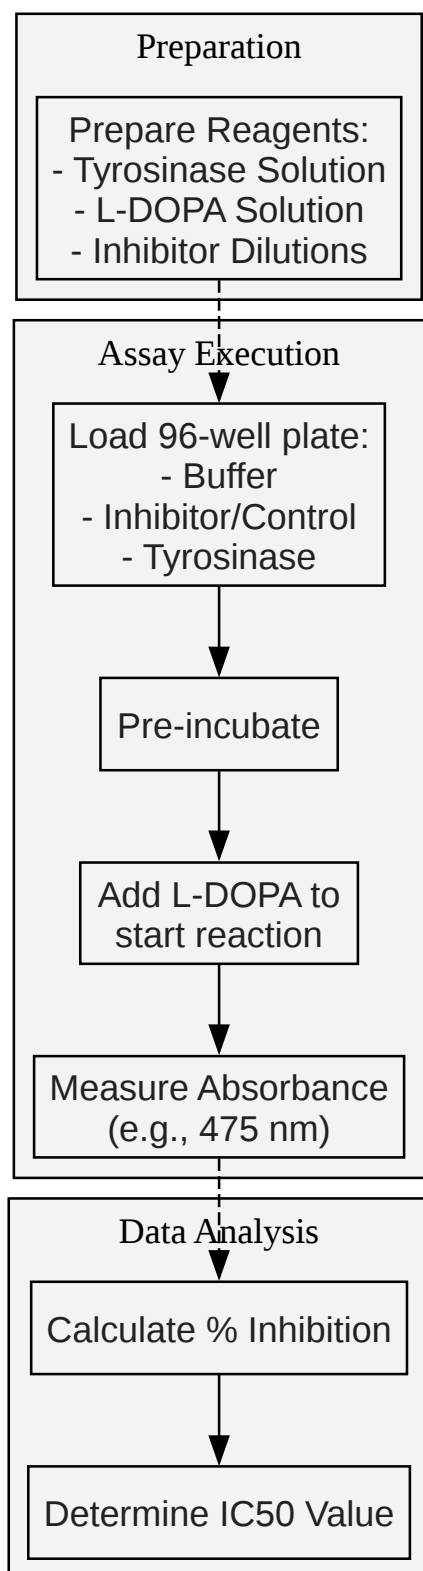 Preparation
Prepare Reagents:
- Tyrosinase Solution
- L-DOPA Solution
- Inhibitor Dilutions
Assay Execution
Load 96-well plate:
- Buffer
- Inhibitor/Control
- Tyrosinase
Pre-incubate
Add L-DOPA to
start reaction
Measure Absorbance
(e.g., 475 nm)
Data Analysis
Calculate % Inhibition
Determine IC50 Value